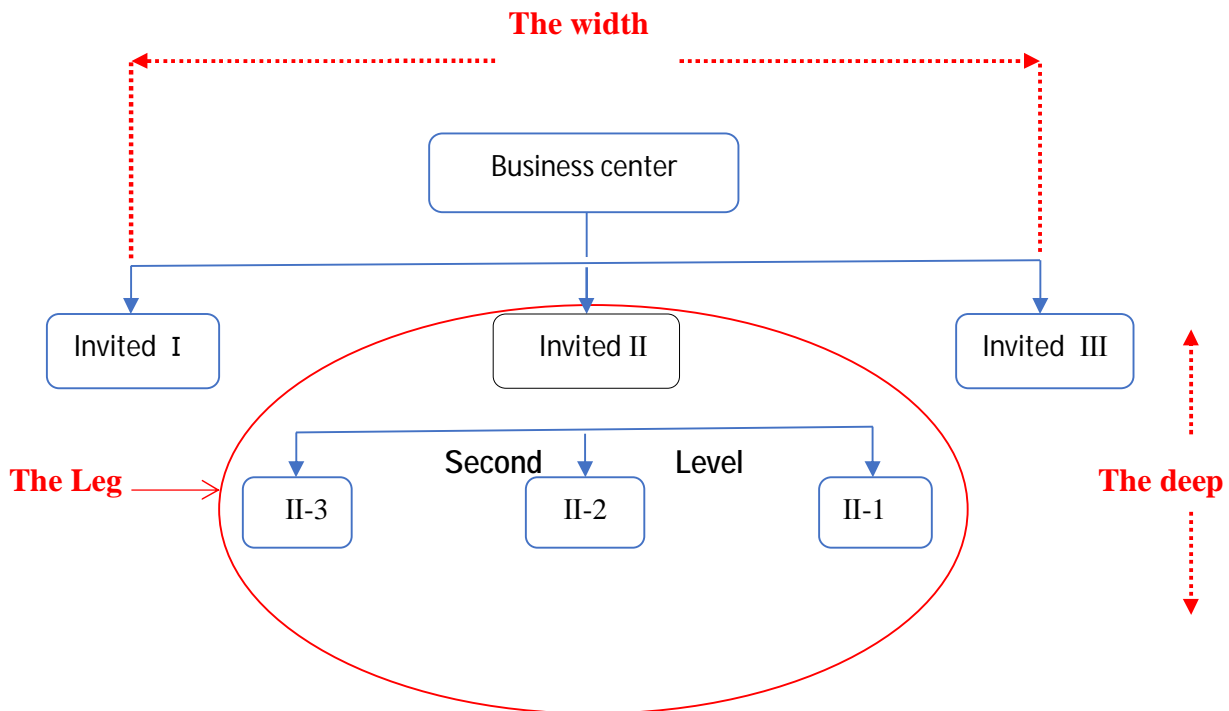 The width
Business center
Invited I
Invited II
Invited III
Second Level
The Leg
The deep
II-3
II-2
II-1